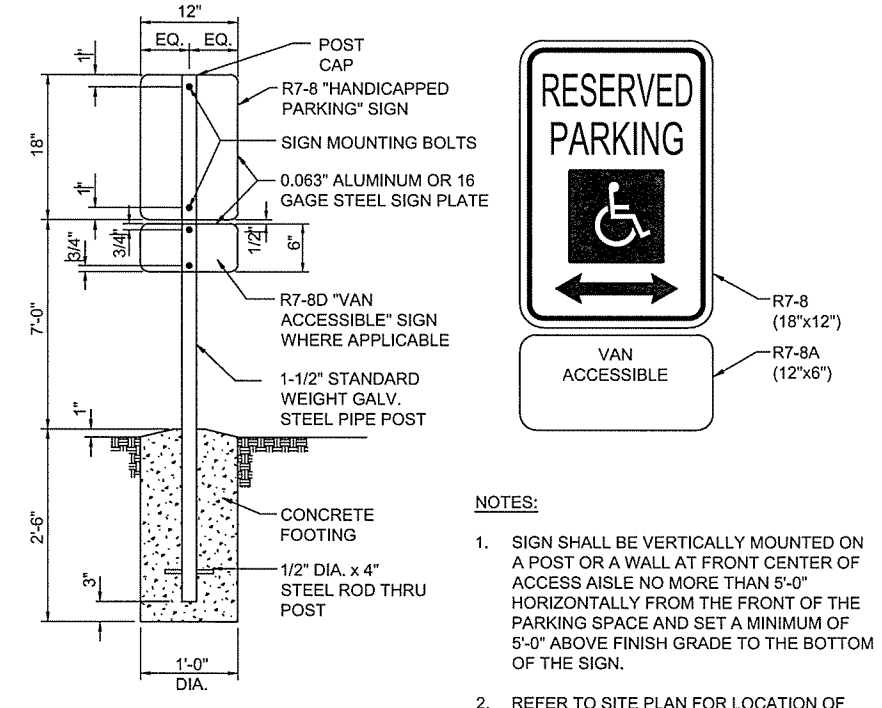 12"
EQ. EQ.
1"
POST
CAP
R7-8 "HANDICAPPED
PARKING" SIGN
18"
SIGN MOUNTING BOLTS
1"
0.063" ALUMINUM OR 16
GAGE STEEL SIGN PLATE
3/4"
3/4"
1/2"
6"
R7-8D "VAN
ACCESSIBLE" SIGN
WHERE APPLICABLE
7'-0"
1-1/2" STANDARD
WEIGHT GALV.
STEEL PIPE POST
1"
2'-6"
CONCRETE
FOOTING
1/2" DIA. x 4"
STEEL ROD THRU
POST
3"
1'-0"
DIA.
RESERVED
PARKING
R7-8
(18"x12")
VAN
ACCESSIBLE
R7-8A
(12"x6")
NOTES:
1. SIGN SHALL BE VERTICALLY MOUNTED ON
A POST OR A WALL AT FRONT CENTER OF
ACCESS AISLE NO MORE THAN 5'-0"
HORIZONTALLY FROM THE FRONT OF THE
PARKING SPACE AND SET A MINIMUM OF
5'-0" ABOVE FINISH GRADE TO THE BOTTOM
OF THE SIGN.
2. REFER TO SITE PLAN FOR LOCATION OF